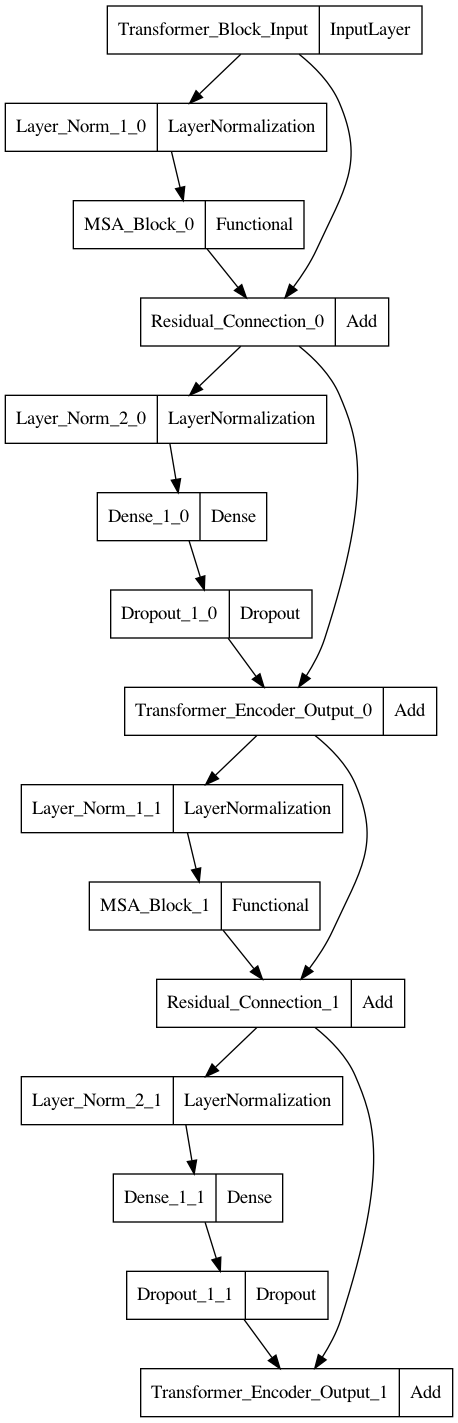 Transformer_Block_Input InputLayer
Layer_Norm_1_0 LayerNormalization
MSA_Block_0 Functional
Residual_Connection_0 Add
Layer_Norm_2_0 LayerNormalization
Dense_1_0 Dense
Dropout_1_0 Dropout
Transformer_Encoder_Output_0 Add
Layer_Norm_1_1 LayerNormalization
MSA_Block_1 Functional
Residual_Connection_1 Add
Layer_Norm_2_1 LayerNormalization
Dense_1_1 Dense
Dropout_1_1 Dropout
Transformer_Encoder_Output_1 Add